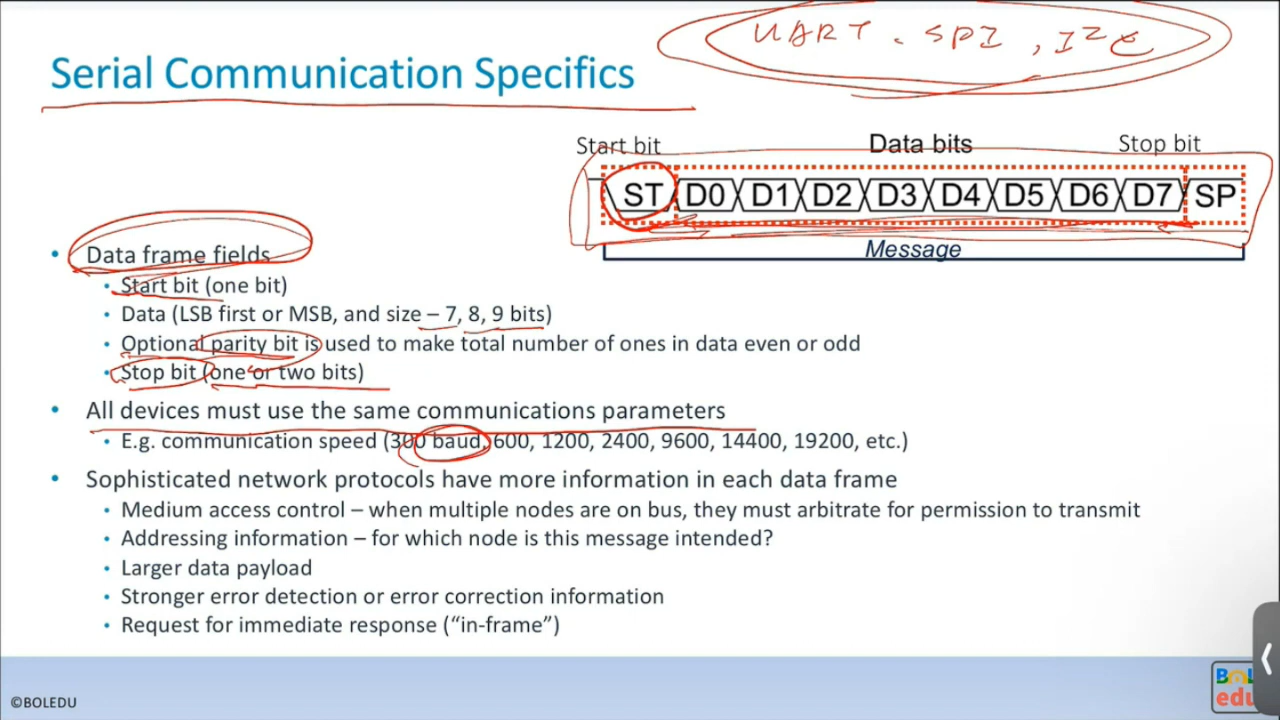 UART, SPI, I2C
Serial Communication Specifics
Start bit Data bits Stop bit
ST D0 D1 D2 D3 D4 D5 D6 D7 SP
Message
• Data frame fields
• Start bit (one bit)
• Data (LSB first or MSB, and size – 7, 8, 9 bits)
• Optional parity bit is used to make total number of ones in data even or odd
• Stop bit (one or two bits)
• All devices must use the same communications parameters
• E.g. communication speed (300 baud, 600, 1200, 2400, 9600, 14400, 19200, etc.)
• Sophisticated network protocols have more information in each data frame
• Medium access control – when multiple nodes are on bus, they must arbitrate for permission to transmit
• Addressing information – for which node is this message intended?
• Larger data payload
• Stronger error detection or error correction information
• Request for immediate response (“in-frame”)
©BOLEDU
BOL
edu